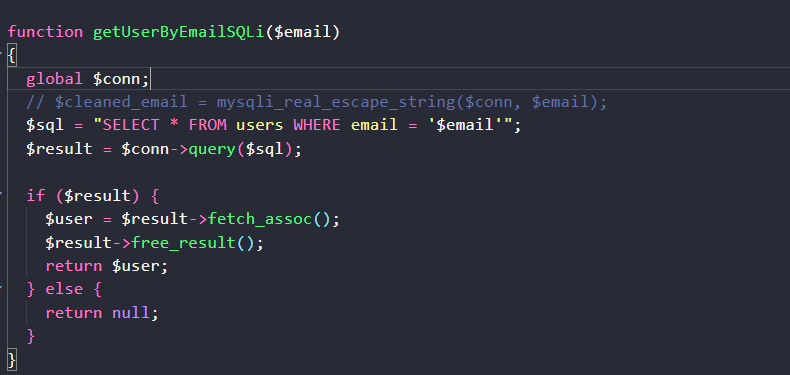 function getUserByEmailSQLi($email)
{
global $conn;
// $cleaned_email = mysqli_real_escape_string($conn, $email);
$sql = "SELECT * FROM users WHERE email = '$email'";
$result = $conn->query($sql);
if ($result) {
$user = $result->fetch_assoc();
$result->free_result();
return $user;
} else {
return null;
}
}